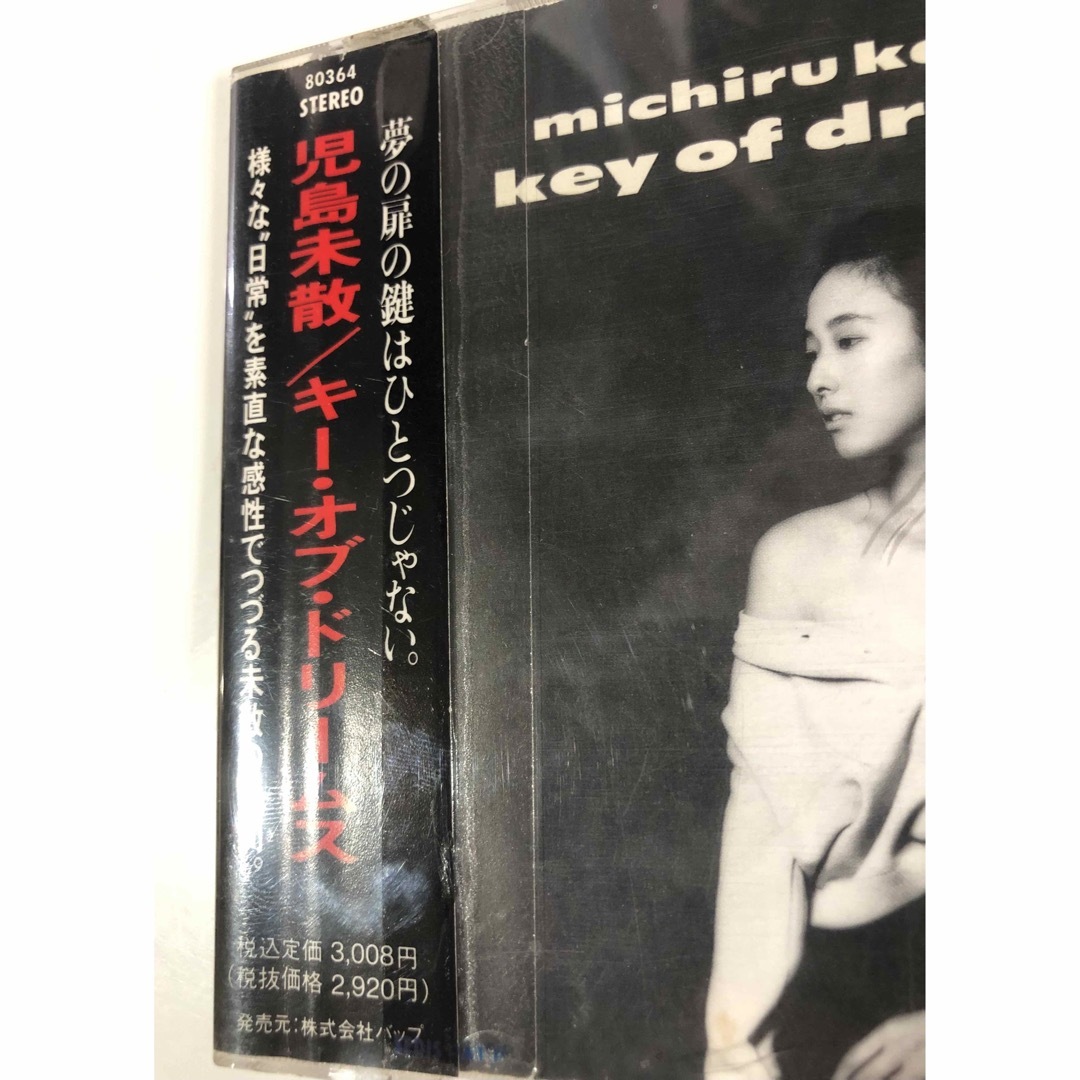 80364
STEREO
夢の扉の鍵はひとつじゃない。
児島未散/キー・オブ・ドリームス
様々な"日常"を素直な感性でつづる未散の
税込定価 3,008円
(税抜価格 2,920円)
発売元:株式会社バップ
michiru
key of